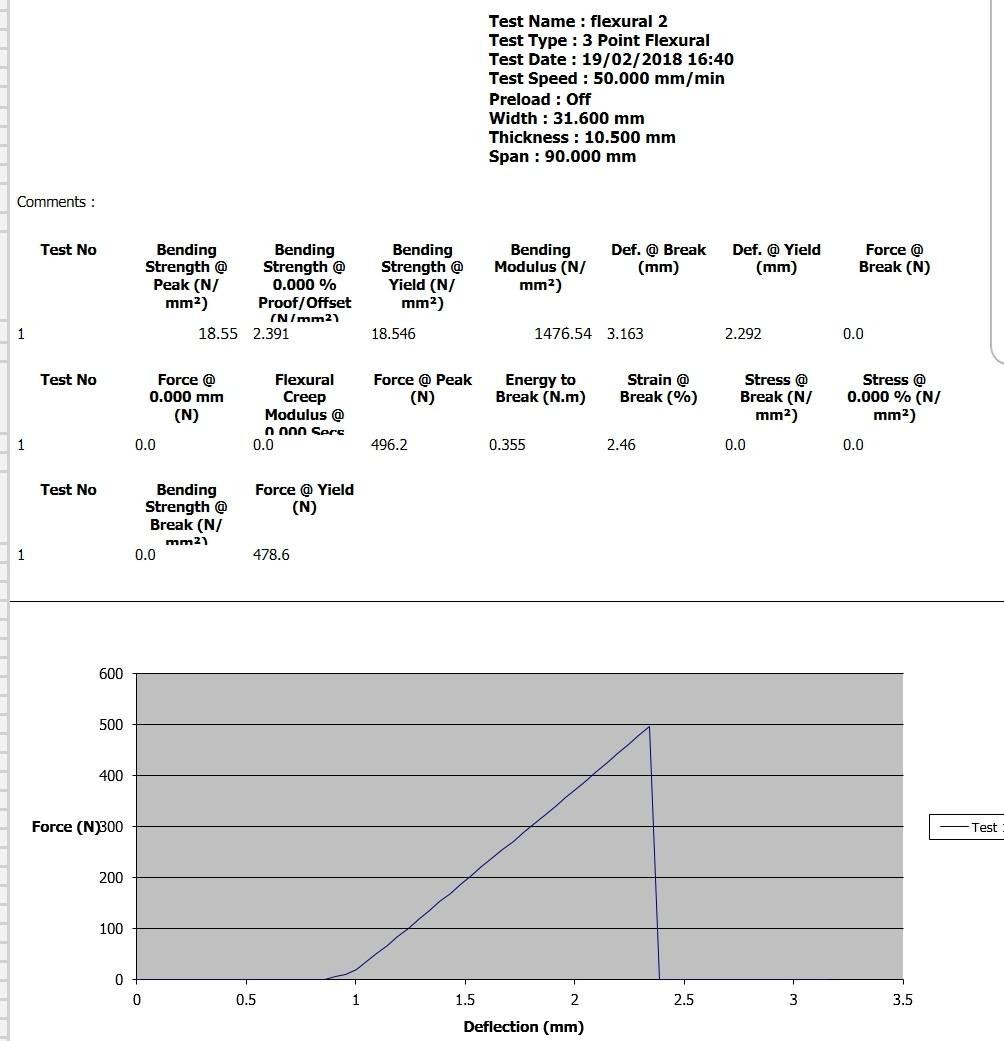 Test Name : flexural 2
Test Type : 3 Point Flexural
Test Date : 19/02/2018 16:40
Test Speed : 50.000 mm/min
Preload : Off
Width : 31.600 mm
Thickness : 10.500 mm
Span : 90.000 mm
Comments :
Test No Bending Strength @ Peak (N/ mm²) Bending Strength @ 0.000 % Proof/Offset (N/mm²) Bending Strength @ Yield (N/ mm²) Bending Modulus (N/ mm²) Def. @ Break (mm) Def. @ Yield (mm) Force @ Break (N)
1 18.55 2.391 18.546 1476.54 3.163 2.292 0.0
Test No Force @ 0.000 mm (N) Flexural Creep Modulus @ 0.000 Secs Force @ Peak (N) Energy to Break (N.m) Strain @ Break (%) Stress @ Break (N/ mm²) Stress @ 0.000 % (N/ mm²)
1 0.0 0.0 496.2 0.355 2.46 0.0 0.0
Test No Bending Strength @ Break (N/ mm²) Force @ Yield (N)
1 0.0 478.6
600
500
400
Force (N) 300
Test
200
100
0
0 0.5 1 1.5 2 2.5 3 3.5
Deflection (mm)